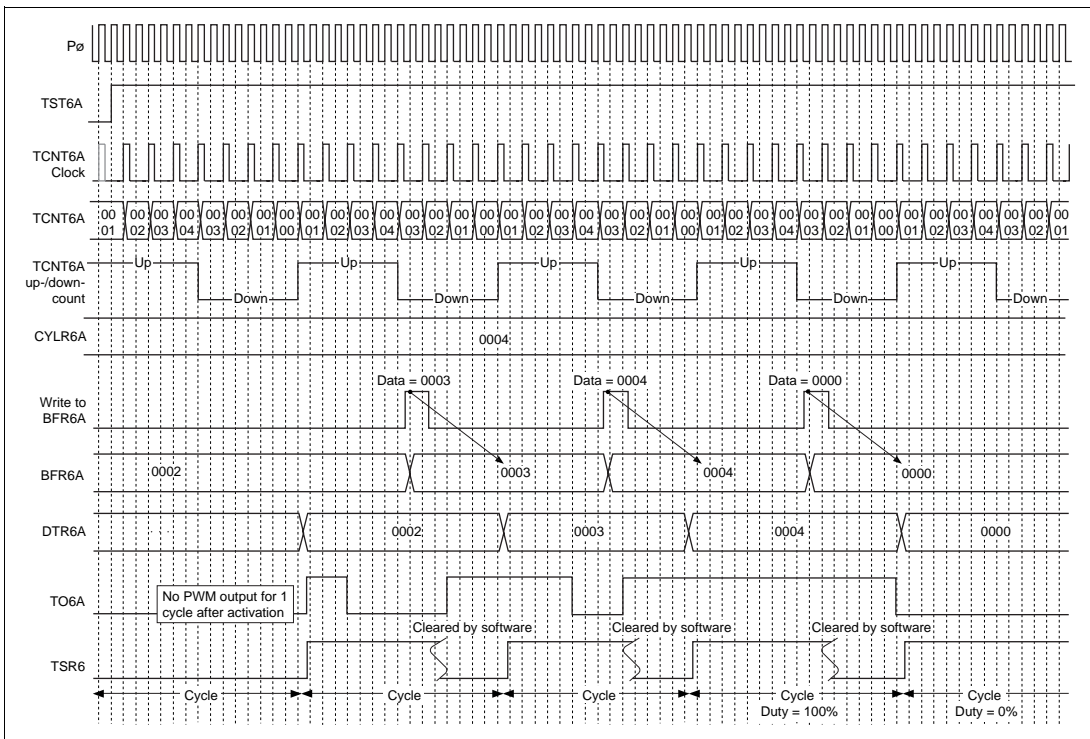 Pø
TST6A
TCNT6A
Clock
TCNT6A
00 00 00 00 00 00 00 00 00 00 00 00 00 00 00 00 00 00 00 00 00 00 00 00 00 00 00 00 00 00 00 00 00 00 00 00 00 00 00
01 02 03 04 03 02 01 00 01 02 03 04 03 02 01 00 01 02 03 04 03 02 01 00 01 02 03 04 03 02 01 00 01 02 03 04 03 02 01
TCNT6A
up-/down-
count
Up Up Up Up Up
Down Down Down Down Down
CYLR6A
0004
Data = 0003 Data = 0004 Data = 0000
Write to
BFR6A
BFR6A
0002 0003 0004 0000
DTR6A
0002 0003 0004 0000
TO6A
No PWM output for 1
cycle after activation
Cleared by software Cleared by software Cleared by software
TSR6
Cycle Cycle Cycle Cycle Cycle
Duty = 100% Duty = 0%